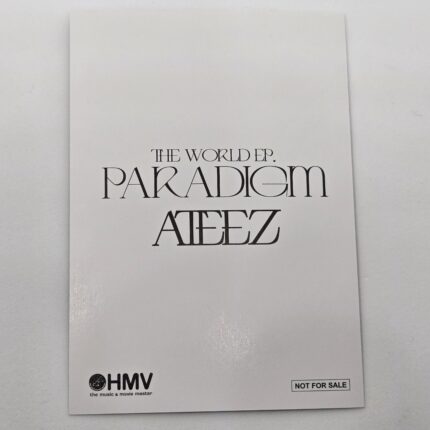 THE WORLD EP.
PARADIGM
ATEEZ
HMV
the music & movie master
NOT FOR SALE